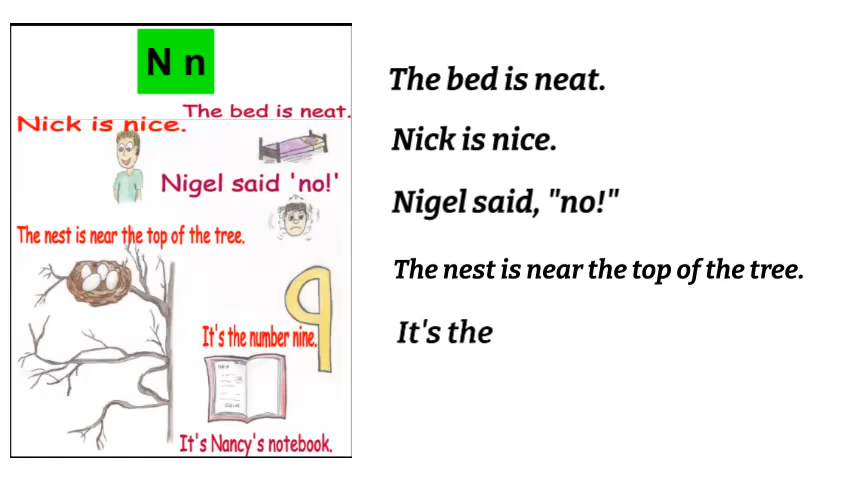 N n
The bed is neat.
Nick is nice.
Nigel said 'no!'
The nest is near the top of the tree.
It's the number nine.
It's Nancy's notebook.
The bed is neat.
Nick is nice.
Nigel said, "no!"
The nest is near the top of the tree.
It's the